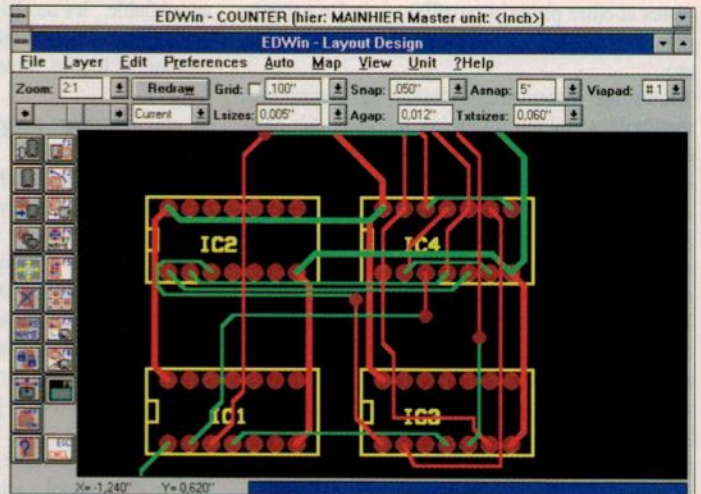 EDWin - COUNTER (hier: MAINHIER Master unit: <Inch>)
EDWin - Layout Design
File Layer Edit Preferences Auto Map View Unit ?Help
Zoom: 2:1 Redraw Grid: ,100" Snap: ,050" Asnap: 5° Viapad: #1
Current Lsizes: 0,005" Agap: 0,012" Txtsizes: 0,060"
IC2 IC4
IC1 IC3
X= -1,240" Y= 0,620"